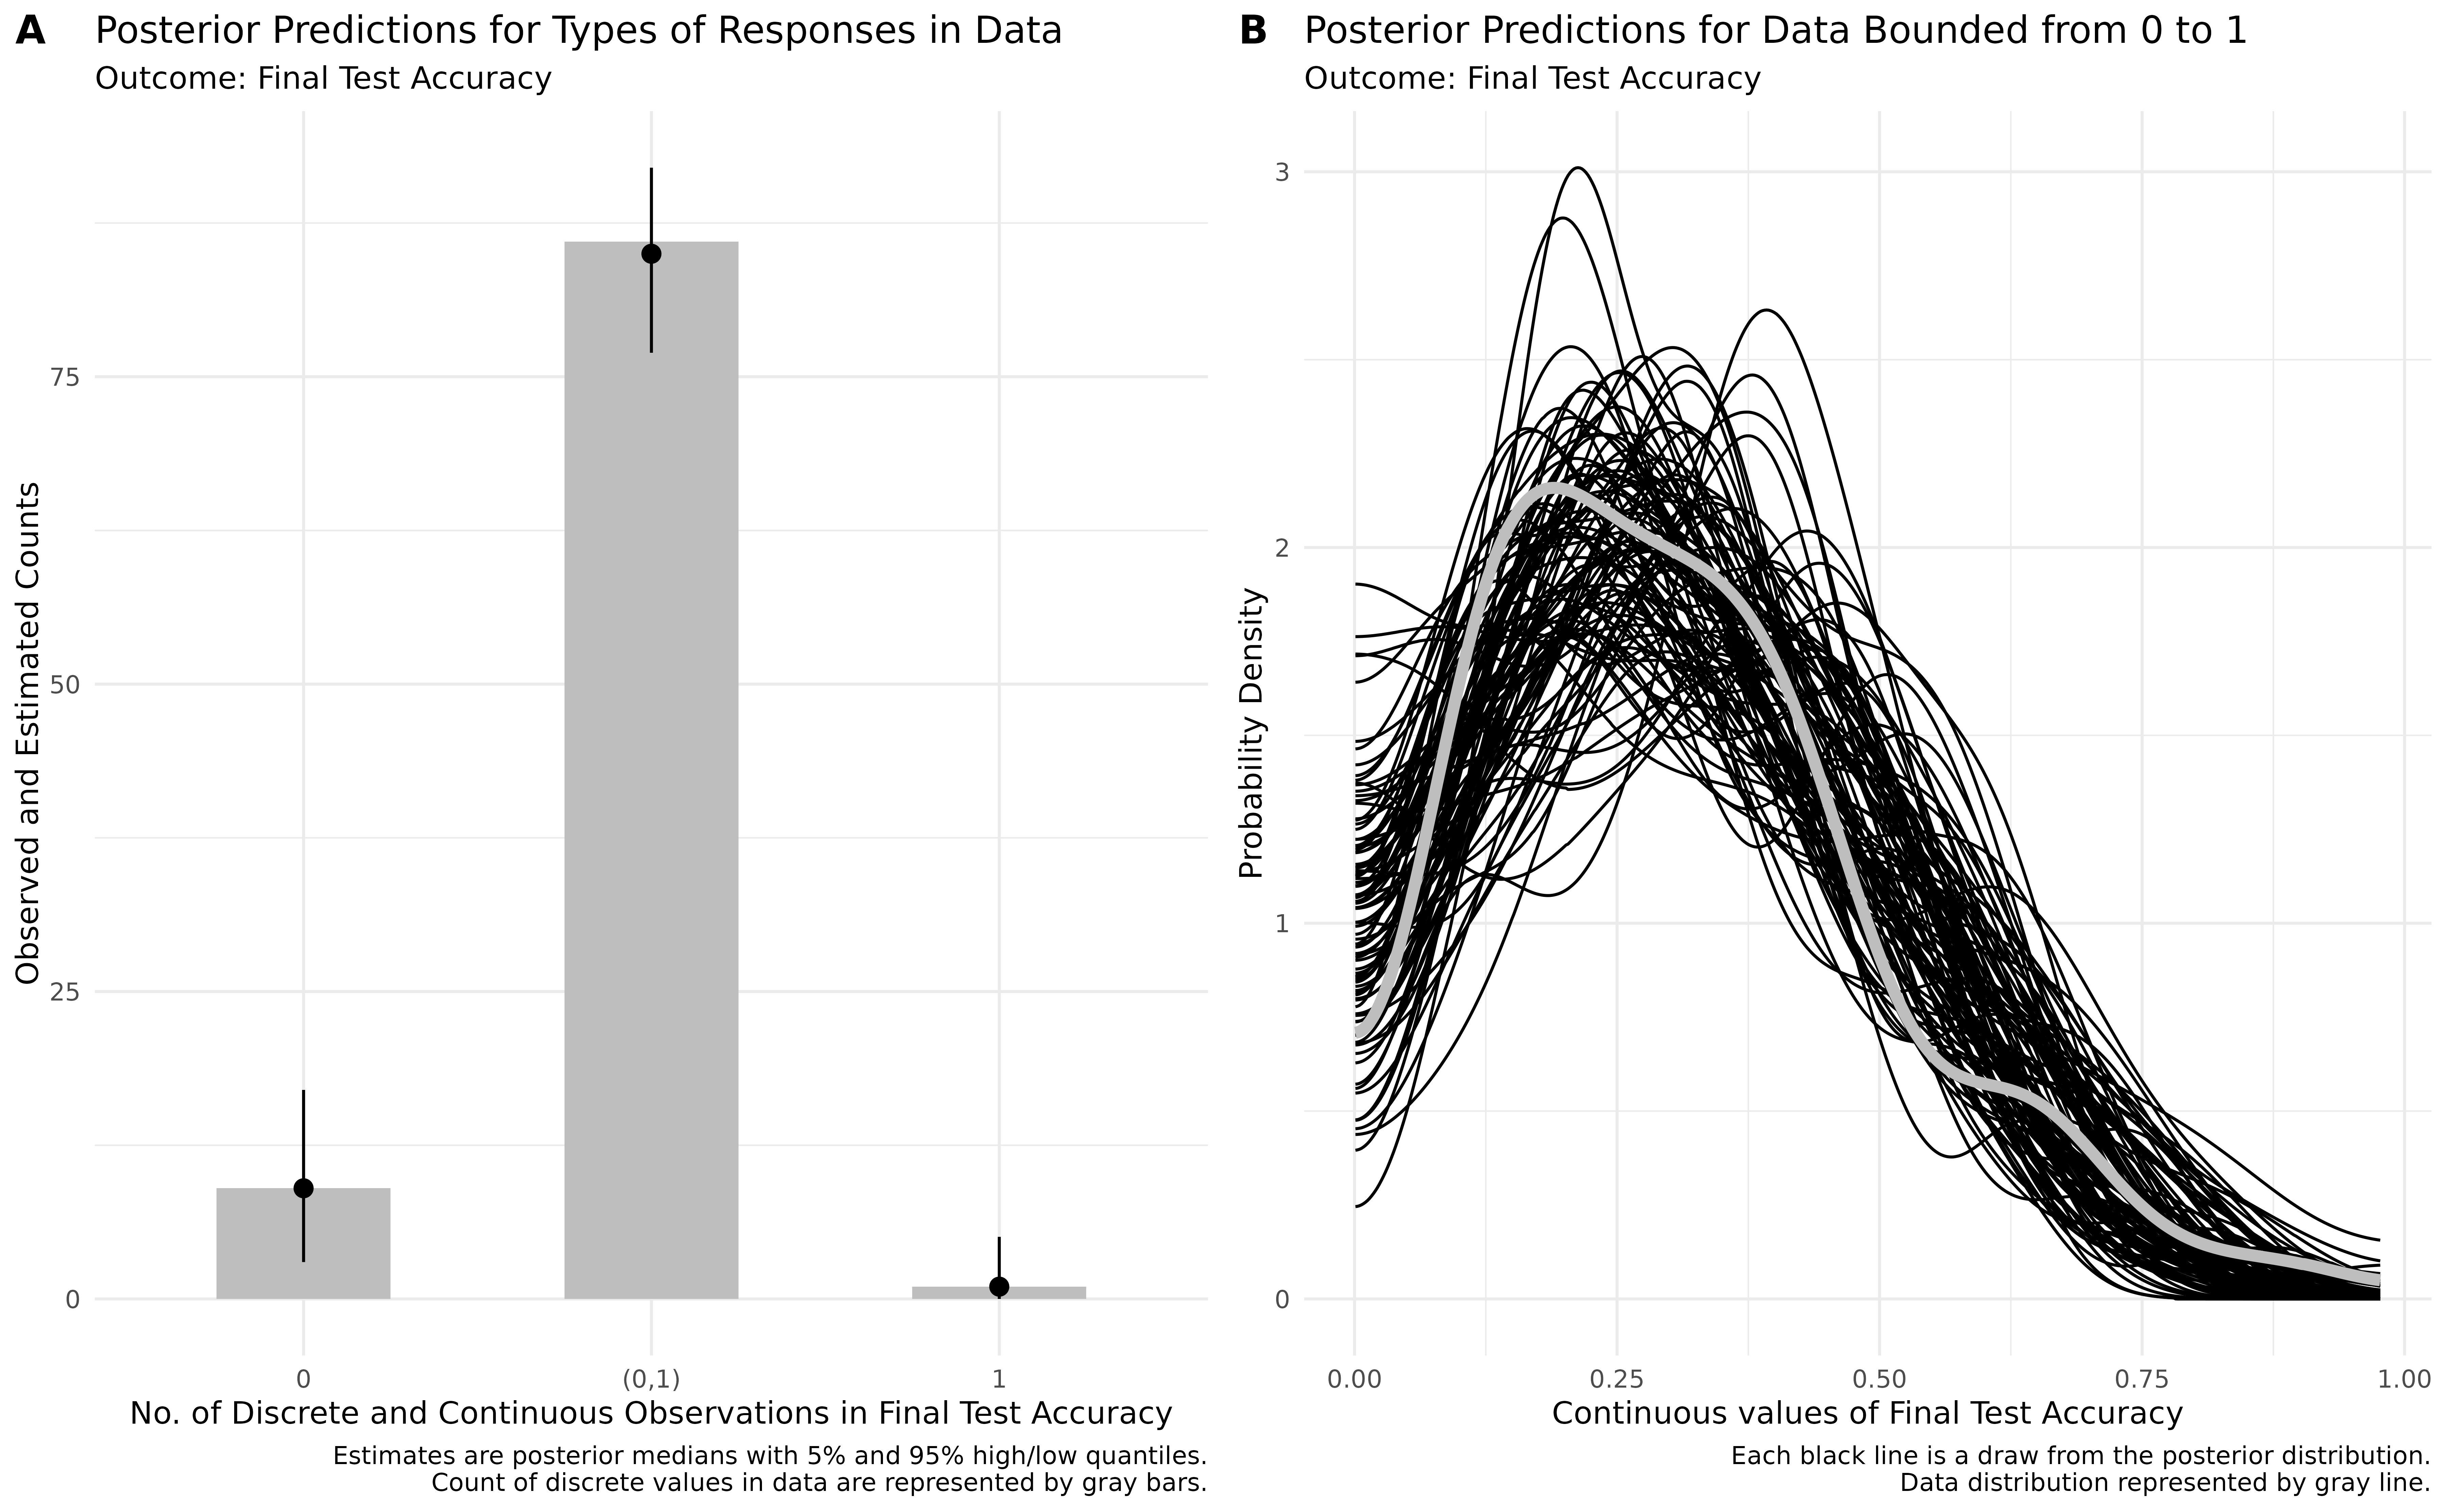 A
Posterior Predictions for Types of Responses in Data
Outcome: Final Test Accuracy
Observed and Estimated Counts
75
50
25
0
0
(0,1)
1
No. of Discrete and Continuous Observations in Final Test Accuracy
Estimates are posterior medians with 5% and 95% high/low quantiles.
Count of discrete values in data are represented by gray bars.
B
Posterior Predictions for Data Bounded from 0 to 1
Outcome: Final Test Accuracy
Probability Density
3
2
1
0
0.00
0.25
0.50
0.75
1.00
Continuous values of Final Test Accuracy
Each black line is a draw from the posterior distribution.
Data distribution represented by gray line.